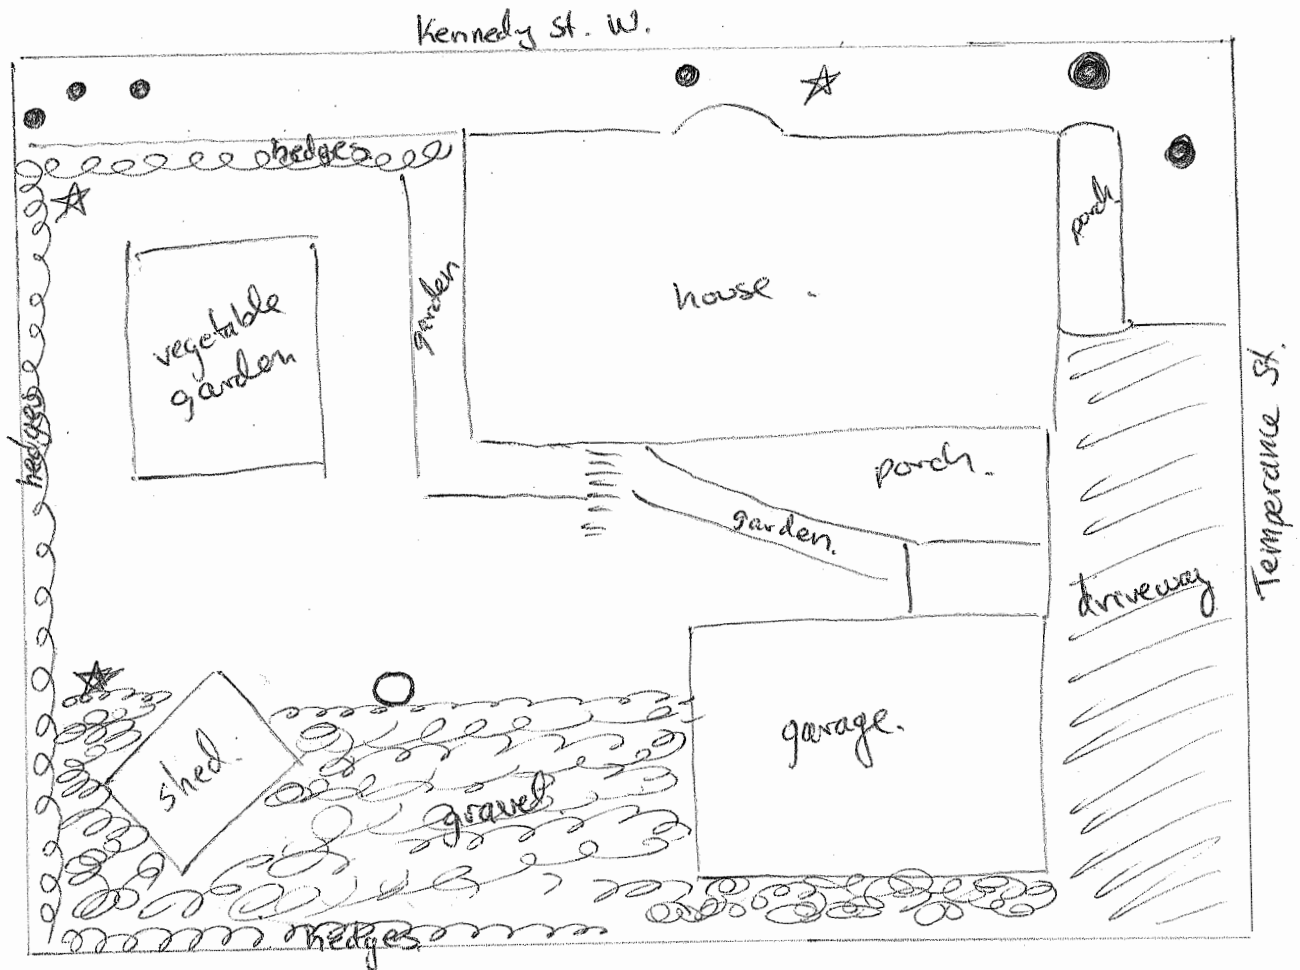 Kennedy St. W.
hedges
porch.
vegetable
garden
garden
house.
hedges
Temperance St.
porch.
garden.
driveway
shed.
garage.
gravel
hedges